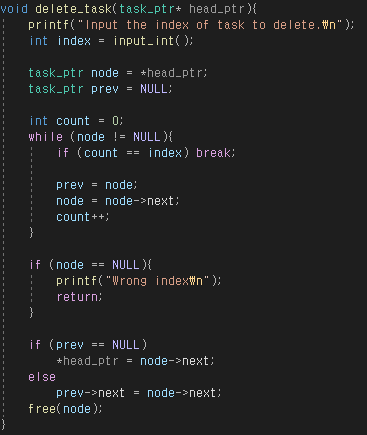 void delete_task(task_ptr* head_ptr){
    printf("Input the index of task to delete.₩n");
    int index = input_int();

    task_ptr node = *head_ptr;
    task_ptr prev = NULL;

    int count = 0;
    while (node != NULL){
        if (count == index) break;

        prev = node;
        node = node->next;
        count++;
    }

    if (node == NULL){
        printf("Wrong index₩n");
        return;
    }

    if (prev == NULL)
        *head_ptr = node->next;
    else
        prev->next = node->next;
    free(node);
}